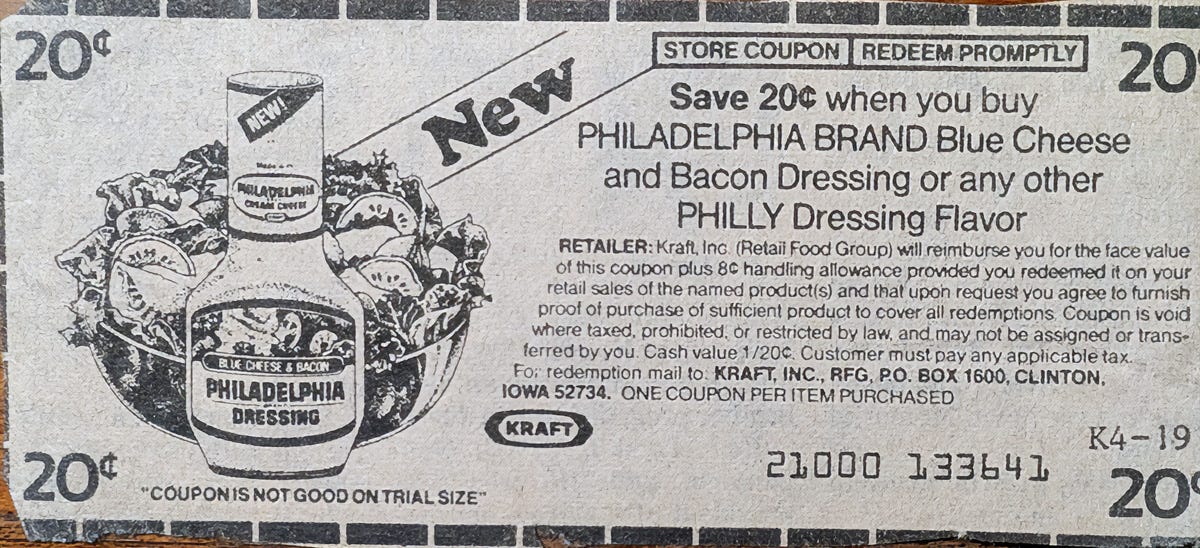 20¢
STORE COUPON REDEEM PROMPTLY
20
New
Save 20¢ when you buy
PHILADELPHIA BRAND Blue Cheese
and Bacon Dressing or any other
PHILLY Dressing Flavor
RETAILER: Kraft, Inc. (Retail Food Group) will reimburse you for the face value
of this coupon plus 8¢ handling allowance provided you redeemed it on your
retail sales of the named product(s) and that upon request you agree to furnish
proof of purchase of sufficient product to cover all redemptions. Coupon is void
where taxed, prohibited, or restricted by law, and may not be assigned or trans-
ferred by you. Cash value 1/20¢. Customer must pay any applicable tax.
For redemption mail to: KRAFT, INC., RFG, P.O. BOX 1600, CLINTON,
IOWA 52734. ONE COUPON PER ITEM PURCHASED
NEW!
PHILADELPHIA
CREAM CHEESE
BLUE CHEESE & BACON
PHILADELPHIA
DRESSING
KRAFT
K4-19
21000 133641
20¢
"COUPON IS NOT GOOD ON TRIAL SIZE"
20¢